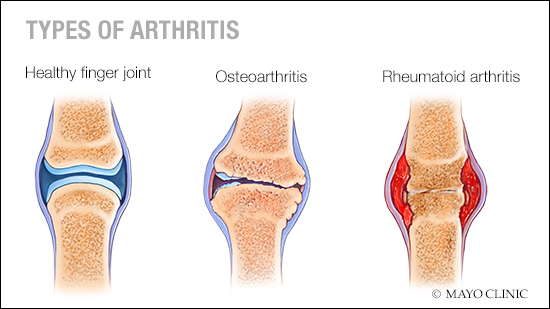 TYPES OF ARTHRITIS
Healthy finger joint
Osteoarthritis
Rheumatoid arthritis
© MAYO CLINIC